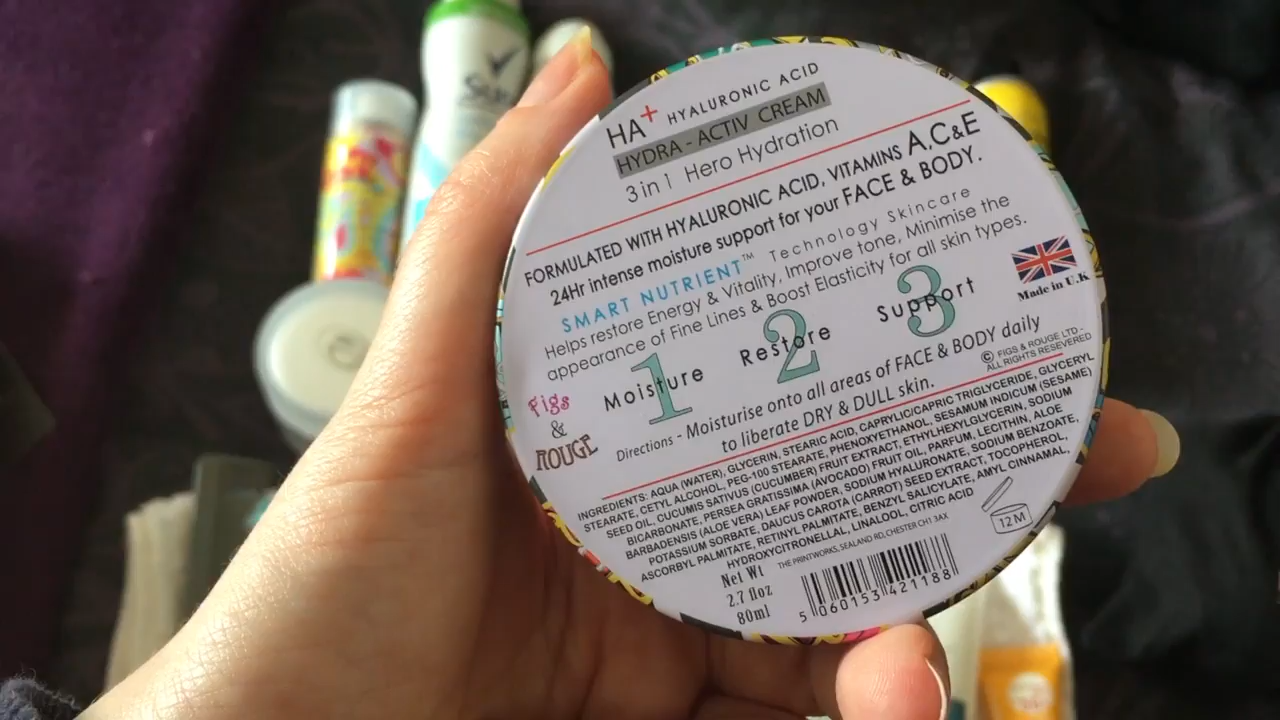 HA+ HYALURONIC ACID
HYDRA - ACTIV CREAM
3 in 1 Hero Hydration
FORMULATED WITH HYALURONIC ACID, VITAMINS A,C&E
24Hr intense moisture support for your FACE & BODY.
SMART NUTRIENT™ Technology Skincare
Helps restore Energy & Vitality, Improve tone, Minimise the
appearance of Fine Lines & Boost Elasticity for all skin types.
Made in U.K
1 Moisture
2 Restore
3 Support
Figs
&
ROUGE
Directions - Moisturise onto all areas of FACE & BODY daily
to liberate DRY & DULL skin.
© FIGS & ROUGE LTD -
ALL RIGHTS RESEREVED
INGREDIENTS: AQUA (WATER), GLYCERIN, STEARIC ACID, CAPRYLIC/CAPRIC TRIGLYCERIDE, GLYCERYL
STEARATE, CETYL ALCOHOL, PEG-100 STEARATE, PHENOXYETHANOL, SESAMUM INDICUM (SESAME)
SEED OIL, CUCUMIS SATIVUS (CUCUMBER) FRUIT EXTRACT, ETHYLHEXYLGLYCERIN, SODIUM
BICARBONATE, PERSEA GRATISSIMA (AVOCADO) FRUIT OIL, PARFUM, LECITHIN, ALOE
BARBADENSIS (ALOE VERA) LEAF POWDER, SODIUM HYALURONATE, SODIUM BENZOATE,
POTASSIUM SORBATE, DAUCUS CAROTA (CARROT) SEED EXTRACT, TOCOPHEROL,
ASCORBYL PALMITATE, RETINYL PALMITATE, BENZYL SALICYLATE, AMYL CINNAMAL,
HYDROXYCITRONELLAL, LINALOOL, CITRIC ACID
THE PRINTWORKS, SEALAND RD, CHESTER CH1 3AX
12M
Net Wt
2.7 floz
80ml
5 060153 421188